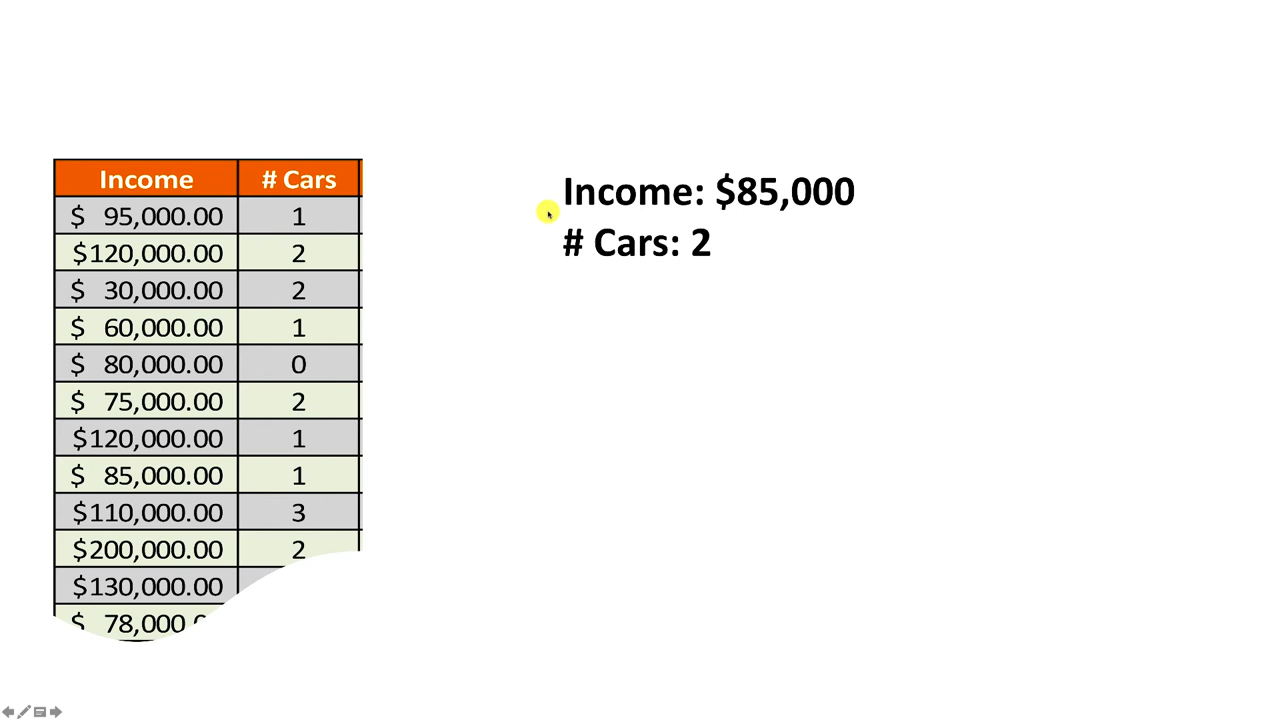 Income # Cars
$ 95,000.00 1
$120,000.00 2
$ 30,000.00 2
$ 60,000.00 1
$ 80,000.00 0
$ 75,000.00 2
$120,000.00 1
$ 85,000.00 1
$110,000.00 3
$200,000.00 2
$130,000.00
$ 78,000
Income: $85,000
# Cars: 2